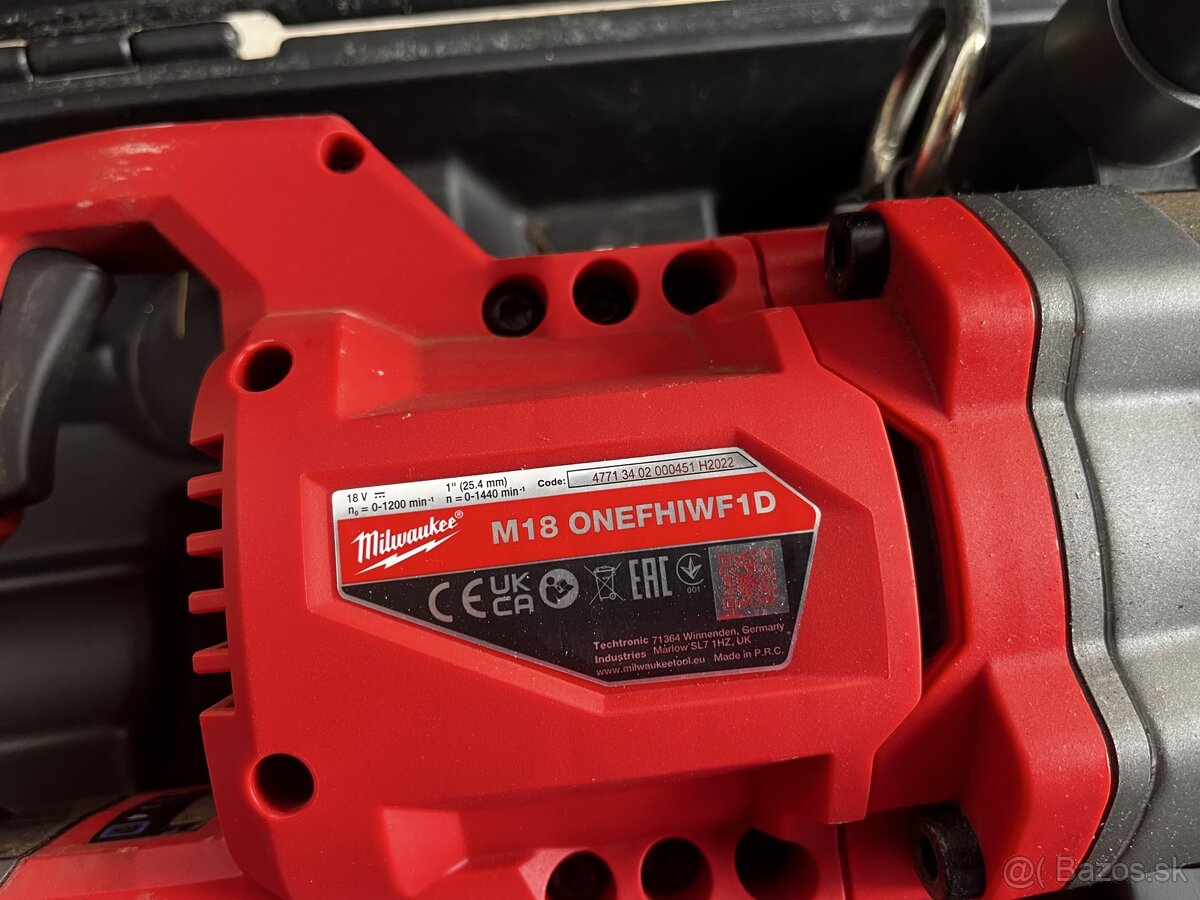 18 V ⎓ 1" (25.4 mm) Code: 4771 34 02 000451 H2022
n₀ = 0-1200 min⁻¹ n = 0-1440 min⁻¹
Milwaukee® M18 ONEFHIWF1D
CE UK CA EAC 001
Techtronic 71364 Winnenden, Germany
Industries Marlow SL7 1HZ, UK
www.milwaukeetool.eu Made in P.R.C.
@( Bazos.sk